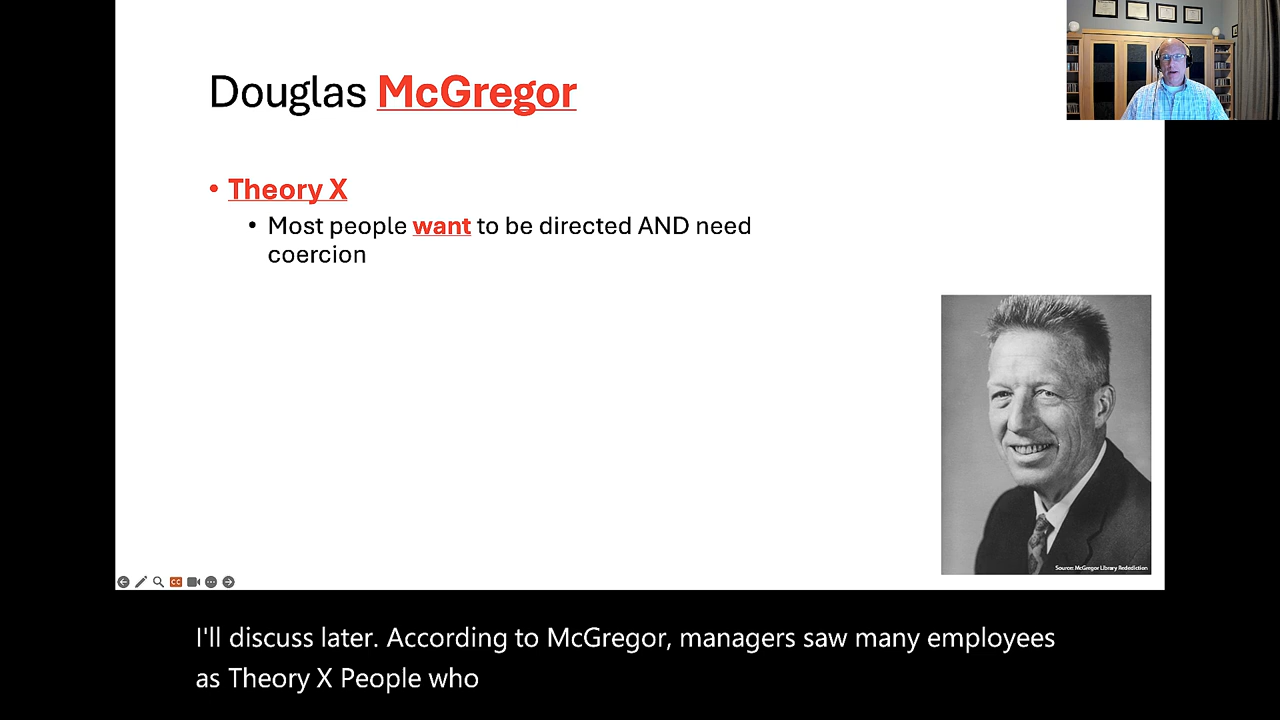 Douglas McGregor
• Theory X
• Most people want to be directed AND need
coercion
Source: McGregor Library Rededication
CC
I'll discuss later. According to McGregor, managers saw many employees
as Theory X People who